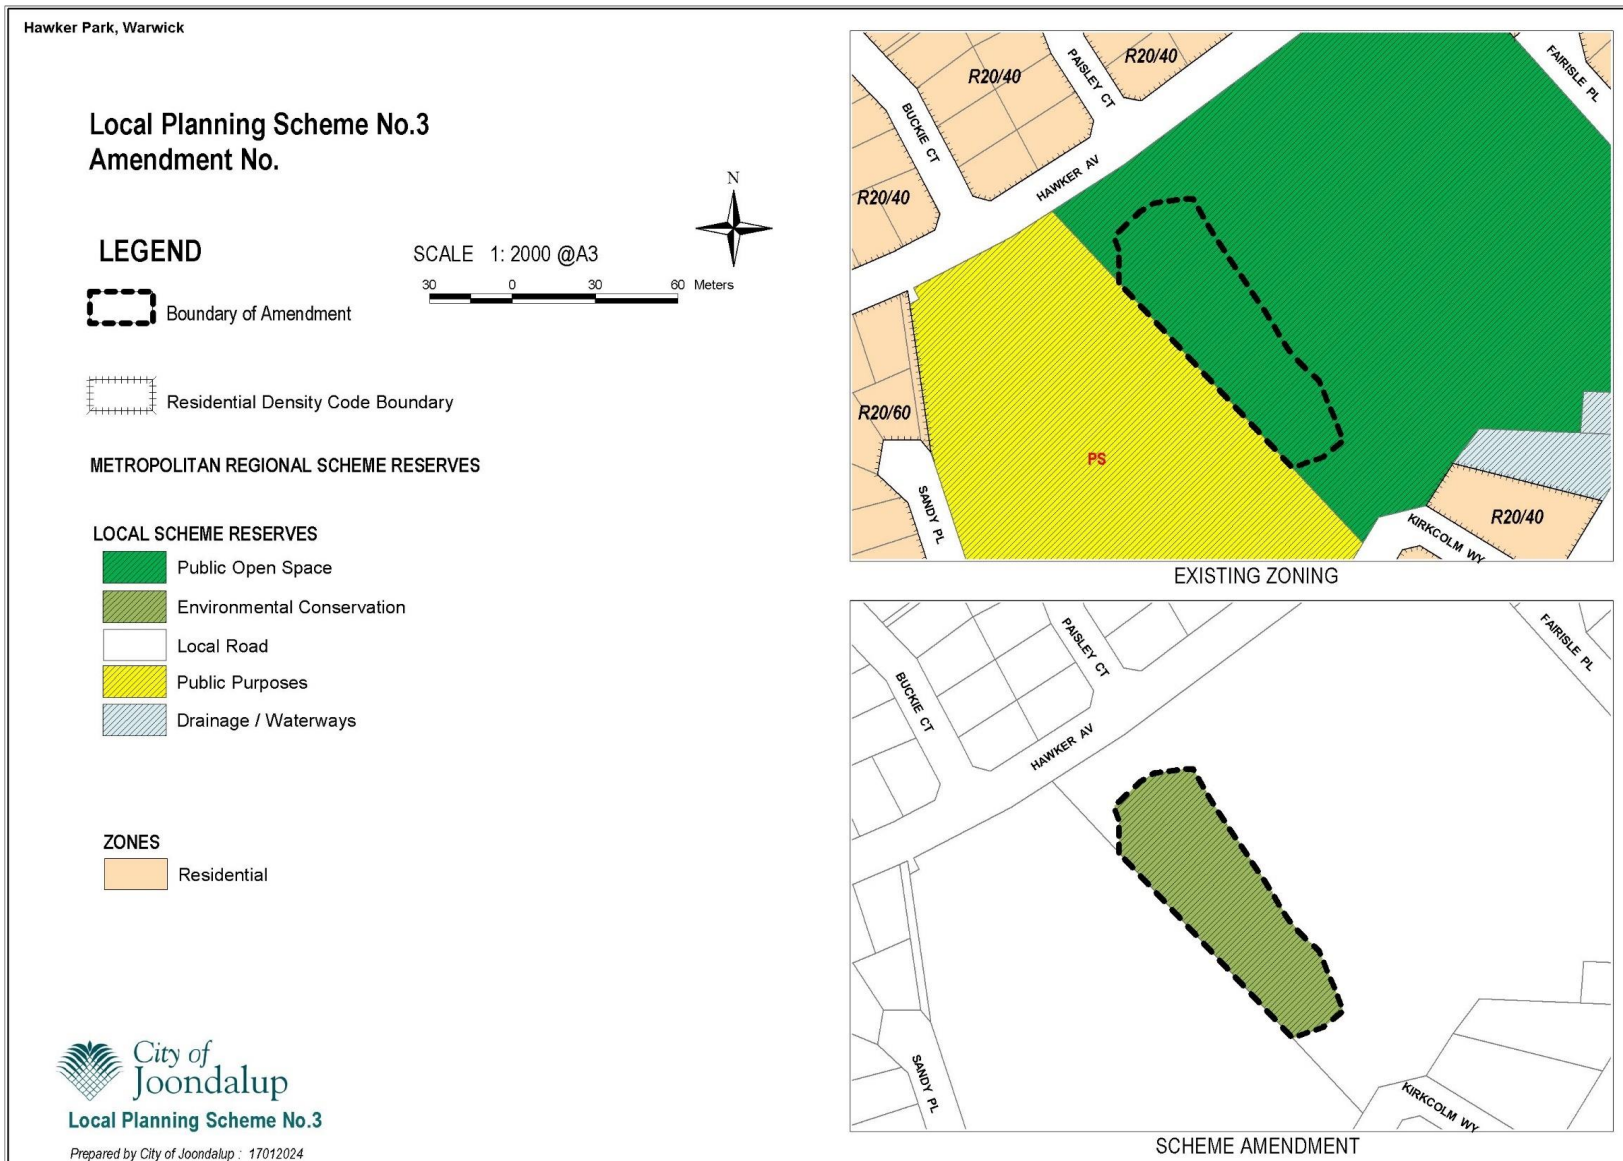 Hawker Park, Warwick
Local Planning Scheme No.3
Amendment No.
N
LEGEND
SCALE 1: 2000 @A3
30 0 30 60 Meters
Boundary of Amendment
Residential Density Code Boundary
METROPOLITAN REGIONAL SCHEME RESERVES
LOCAL SCHEME RESERVES
Public Open Space
Environmental Conservation
Local Road
Public Purposes
Drainage / Waterways
ZONES
Residential
City of
Joondalup
Local Planning Scheme No.3
Prepared by City of Joondalup : 17012024
R20/40
R20/40
PAISLEY CT
FAIRISLE PL
BUCKIE CT
HAWKER AV
R20/40
R20/60
PS
SANDY PL
R20/40
KIRKCOLM WY
EXISTING ZONING
PAISLEY CT
FAIRISLE PL
BUCKIE CT
HAWKER AV
SANDY PL
KIRKCOLM WY
SCHEME AMENDMENT